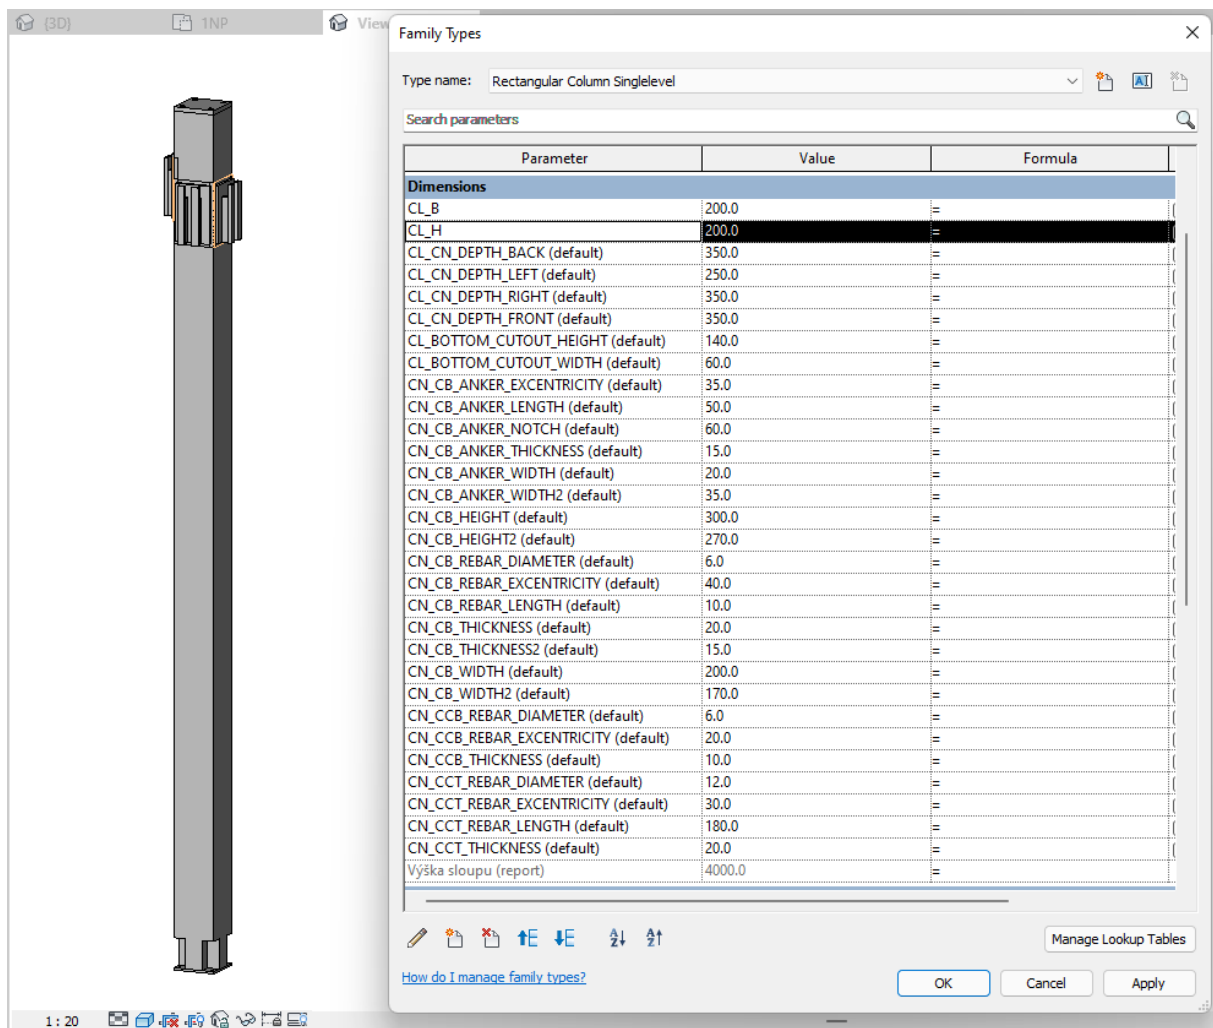 {3D}
1NP
View
Family Types
Type name: Rectangular Column Singlelevel
Search parameters
Parameter Value Formula
Dimensions
CL_B 200.0 =
CL_H 200.0 =
CL_CN_DEPTH_BACK (default) 350.0 =
CL_CN_DEPTH_LEFT (default) 250.0 =
CL_CN_DEPTH_RIGHT (default) 350.0 =
CL_CN_DEPTH_FRONT (default) 350.0 =
CL_BOTTOM_CUTOUT_HEIGHT (default) 140.0 =
CL_BOTTOM_CUTOUT_WIDTH (default) 60.0 =
CN_CB_ANKER_EXCENTRICITY (default) 35.0 =
CN_CB_ANKER_LENGTH (default) 50.0 =
CN_CB_ANKER_NOTCH (default) 60.0 =
CN_CB_ANKER_THICKNESS (default) 15.0 =
CN_CB_ANKER_WIDTH (default) 20.0 =
CN_CB_ANKER_WIDTH2 (default) 35.0 =
CN_CB_HEIGHT (default) 300.0 =
CN_CB_HEIGHT2 (default) 270.0 =
CN_CB_REBAR_DIAMETER (default) 6.0 =
CN_CB_REBAR_EXCENTRICITY (default) 40.0 =
CN_CB_REBAR_LENGTH (default) 10.0 =
CN_CB_THICKNESS (default) 20.0 =
CN_CB_THICKNESS2 (default) 15.0 =
CN_CB_WIDTH (default) 200.0 =
CN_CB_WIDTH2 (default) 170.0 =
CN_CCB_REBAR_DIAMETER (default) 6.0 =
CN_CCB_REBAR_EXCENTRICITY (default) 20.0 =
CN_CCB_THICKNESS (default) 10.0 =
CN_CCT_REBAR_DIAMETER (default) 12.0 =
CN_CCT_REBAR_EXCENTRICITY (default) 30.0 =
CN_CCT_REBAR_LENGTH (default) 180.0 =
CN_CCT_THICKNESS (default) 20.0 =
Výška sloupu (report) 4000.0 =
Manage Lookup Tables
How do I manage family types?
OK Cancel Apply
1 : 20